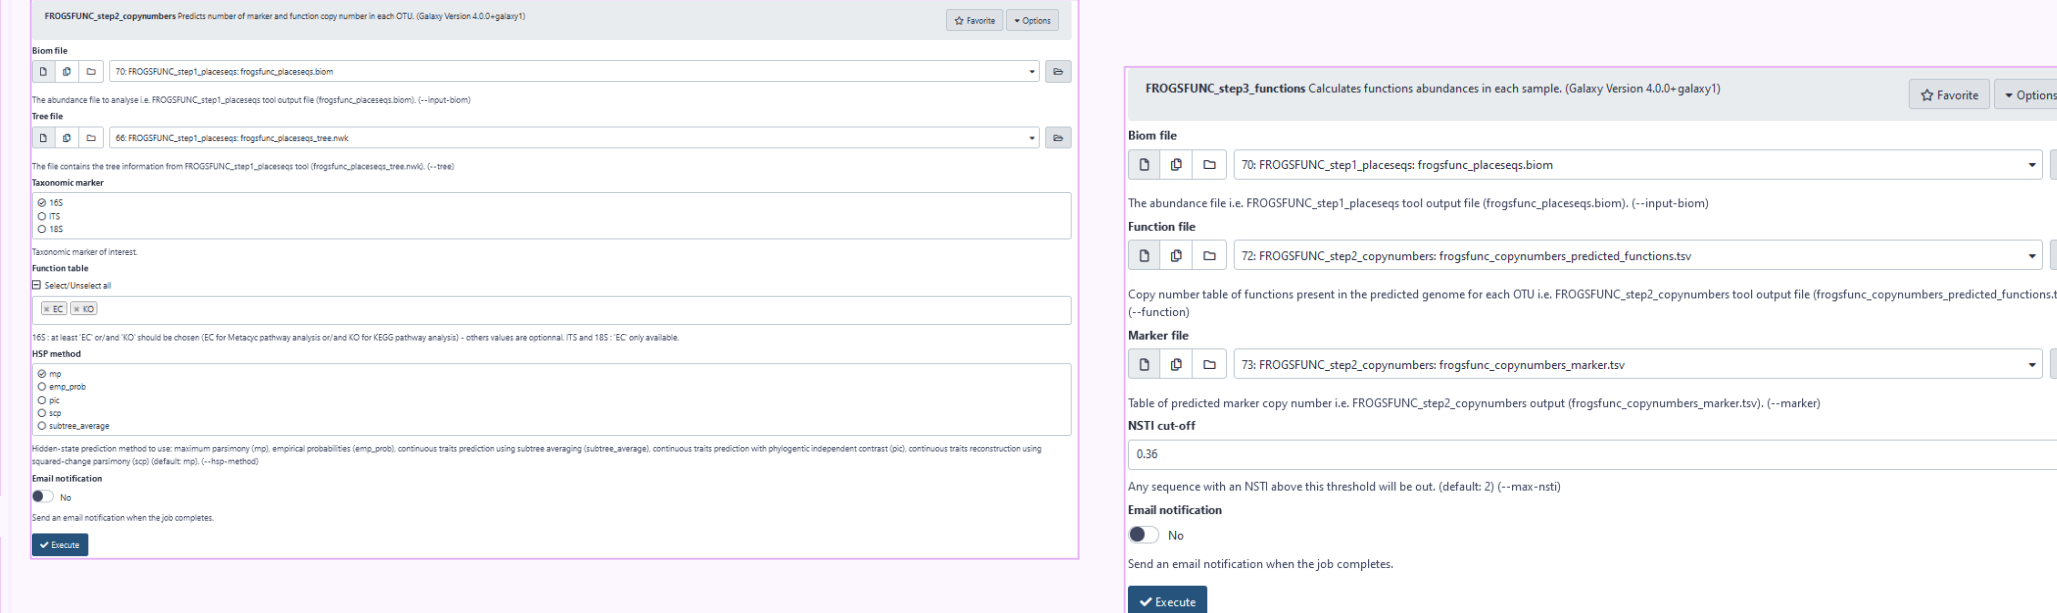 FROGSFUNC_step2_copynumbers Predicts number of marker and function copy number in each OTU. (Galaxy Version 4.0.0+galaxy1)
Favorite
Options
Biom file
70: FROGSFUNC_step1_placeseqs: frogsfunc_placeseqs.biom
The abundance file to analyse i.e. FROGSFUNC_step1_placeseqs tool output file (frogsfunc_placeseqs.biom). (--input-biom)
Tree file
66: FROGSFUNC_step1_placeseqs: frogsfunc_placeseqs_tree.nwk
The file contains the tree information from FROGSFUNC_step1_placeseqs tool (frogsfunc_placeseqs_tree.nwk). (--tree)
Taxonomic marker
16S
ITS
18S
Taxonomic marker of interest.
Function table
Select/Unselect all
EC
KO
16S : at least 'EC' or/and 'KO' should be chosen (EC for Metacyc pathway analysis or/and KO for KEGG pathway analysis) - others values are optionnal. ITS and 18S : 'EC' only available.
HSP method
mp
emp_prob
pic
scp
subtree_average
Hidden-state prediction method to use: maximum parsimony (mp), empirical probabilities (emp_prob), continuous traits prediction using subtree averaging (subtree_average), continuous traits prediction with phylogentic independent contrast (pic), continuous traits reconstruction using
squared-change parsimony (scp) (default: mp). (--hsp-method)
Email notification
No
Send an email notification when the job completes.
Execute
FROGSFUNC_step3_functions Calculates functions abundances in each sample. (Galaxy Version 4.0.0+galaxy1)
Favorite
Options
Biom file
70: FROGSFUNC_step1_placeseqs: frogsfunc_placeseqs.biom
The abundance file i.e. FROGSFUNC_step1_placeseqs tool output file (frogsfunc_placeseqs.biom). (--input-biom)
Function file
72: FROGSFUNC_step2_copynumbers: frogsfunc_copynumbers_predicted_functions.tsv
Copy number table of functions present in the predicted genome for each OTU i.e. FROGSFUNC_step2_copynumbers tool output file (frogsfunc_copynumbers_predicted_functions.t
(--function)
Marker file
73: FROGSFUNC_step2_copynumbers: frogsfunc_copynumbers_marker.tsv
Table of predicted marker copy number i.e. FROGSFUNC_step2_copynumbers output (frogsfunc_copynumbers_marker.tsv). (--marker)
NSTI cut-off
0.36
Any sequence with an NSTI above this threshold will be out. (default: 2) (--max-nsti)
Email notification
No
Send an email notification when the job completes.
Execute